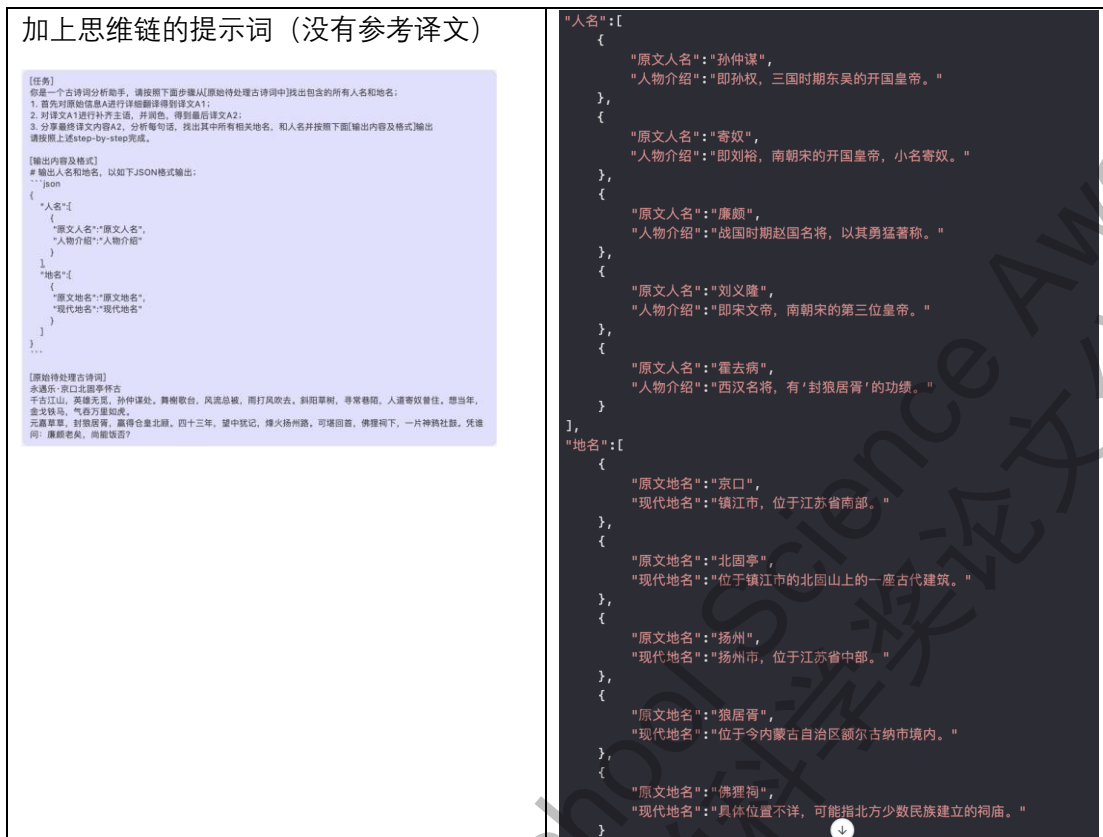 加上思维链的提示词（没有参考译文）
[任务]
你是一个古诗词分析助手，请按照下面步骤从[原始待处理古诗词中]找出包含的所有人名和地名；
1. 首先对原始信息A进行详细翻译得到译文A1；
2. 对译文A1进行补齐主语，并润色，得到最后译文A2；
3. 分享最终译文内容A2，分析每句话，找出其中所有相关地名，和人名并按照下面[输出内容及格式]输出
请按照上述step-by-step完成。
[输出内容及格式]
# 输出人名和地名，以如下JSON格式输出：
```json
{
"人名":[
{
"原文人名":"原文人名",
"人物介绍":"人物介绍"
}
],
"地名":[
{
"原文地名":"原文地名",
"现代地名":"现代地名"
}
]
}
```
[原始待处理古诗词]
永遇乐·京口北固亭怀古
千古江山，英雄无觅，孙仲谋处。舞榭歌台，风流总被，雨打风吹去。斜阳草树，寻常巷陌，人道寄奴曾住。想当年，
金戈铁马，气吞万里如虎。
元嘉草草，封狼居胥，赢得仓皇北顾。四十三年，望中犹记，烽火扬州路。可堪回首，佛狸祠下，一片神鸦社鼓。凭谁
问：廉颇老矣，尚能饭否？
"人名":[
{
"原文人名":"孙仲谋",
"人物介绍":"即孙权，三国时期东吴的开国皇帝。"
},
{
"原文人名":"寄奴",
"人物介绍":"即刘裕，南朝宋的开国皇帝，小名寄奴。"
},
{
"原文人名":"廉颇",
"人物介绍":"战国时期赵国名将，以其勇猛著称。"
},
{
"原文人名":"刘义隆",
"人物介绍":"即宋文帝，南朝宋的第三位皇帝。"
},
{
"原文人名":"霍去病",
"人物介绍":"西汉名将，有'封狼居胥'的功绩。"
}
],
"地名":[
{
"原文地名":"京口",
"现代地名":"镇江市，位于江苏省南部。"
},
{
"原文地名":"北固亭",
"现代地名":"位于镇江市的北固山上的一座古代建筑。"
},
{
"原文地名":"扬州",
"现代地名":"扬州市，位于江苏省中部。"
},
{
"原文地名":"狼居胥",
"现代地名":"位于今内蒙古自治区额尔古纳市境内。"
},
{
"原文地名":"佛狸祠",
"现代地名":"具体位置不详，可能指北方少数民族建立的祠庙。"
}